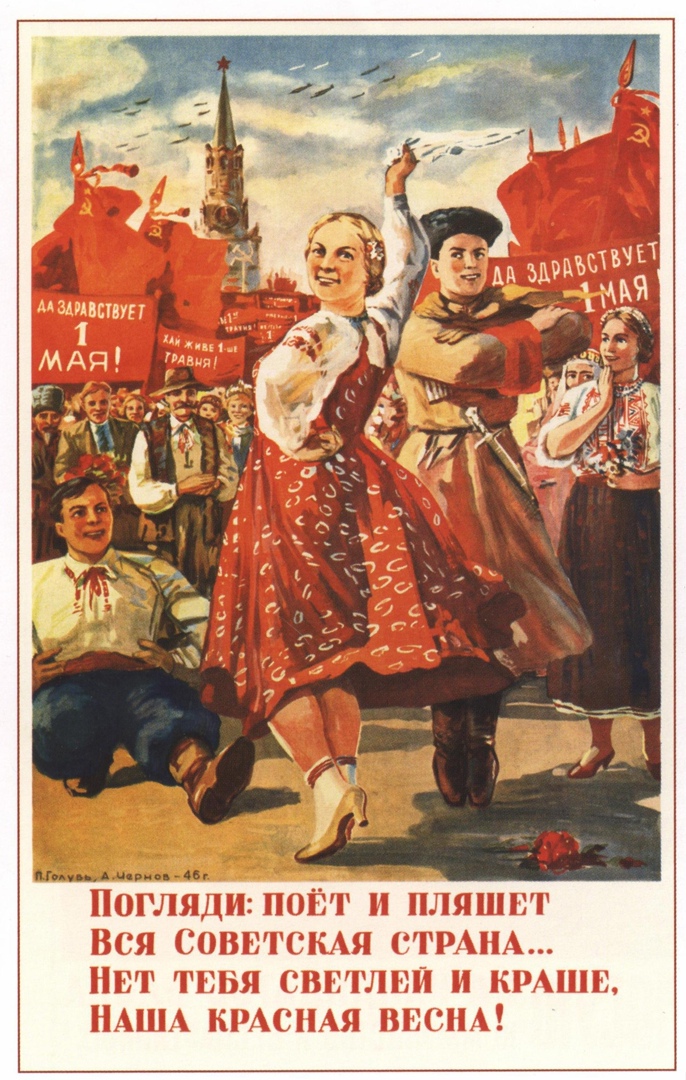 ДА ЗДРАВСТВУЕТ
1
МАЯ!
ХАЙ ЖИВЕ 1-ШЕ
ТРАВНЯ!
ДА ЗДРАВСТВУЕТ
1 МАЯ
П. Голубь, А. Чернов - 46 г.
ПОГЛЯДИ: ПОЁТ И ПЛЯШЕТ
ВСЯ СОВЕТСКАЯ СТРАНА...
НЕТ ТЕБЯ СВЕТЛЕЙ И КРАШЕ,
НАША КРАСНАЯ ВЕСНА!